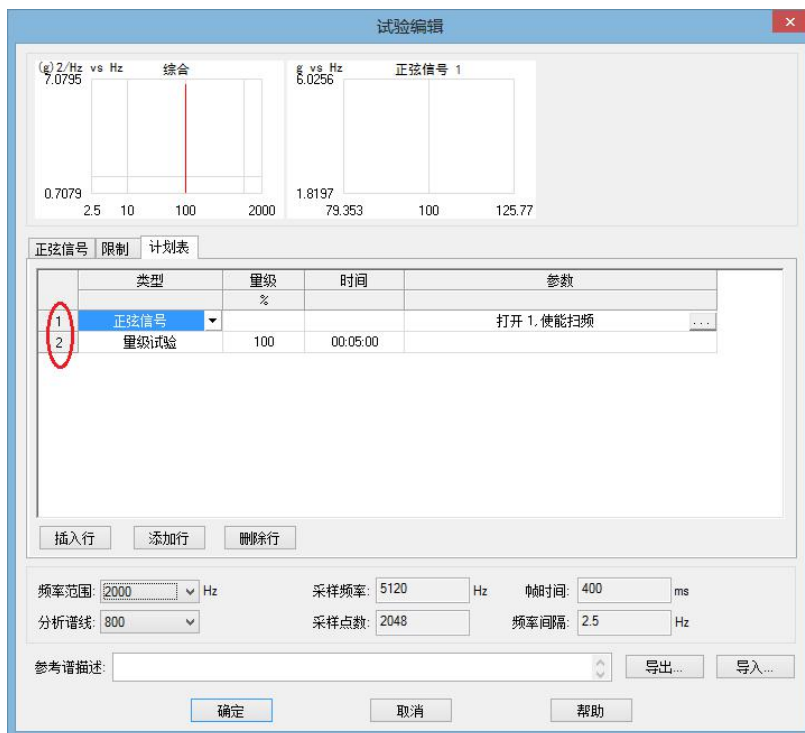 试验编辑
(g)2/Hz vs Hz 综合
7.0795
0.7079
2.5 10 100 2000
g vs Hz 正弦信号 1
6.0256
1.8197
79.353 100 125.77
正弦信号 限制 计划表
类型 量级 时间 参数
%
1 正弦信号 打开 1,使能扫频 ...
2 量级试验 100 00:05:00
插入行 添加行 删除行
频率范围: 2000 Hz 采样频率: 5120 Hz 帧时间: 400 ms
分析谱线: 800 采样点数: 2048 频率间隔: 2.5 Hz
参考谱描述: 导出... 导入...
确定 取消 帮助